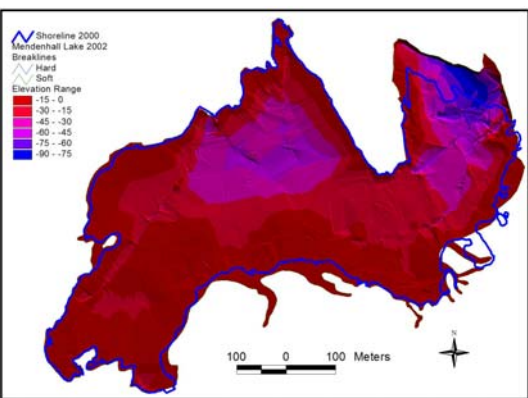 Shoreline 2000
Mendenhall Lake 2002
Breaklines
Hard
Soft
Elevation Range
-15 - 0
-30 - -15
-45 - -30
-60 - -45
-75 - -60
-90 - -75
N
100 0 100 Meters